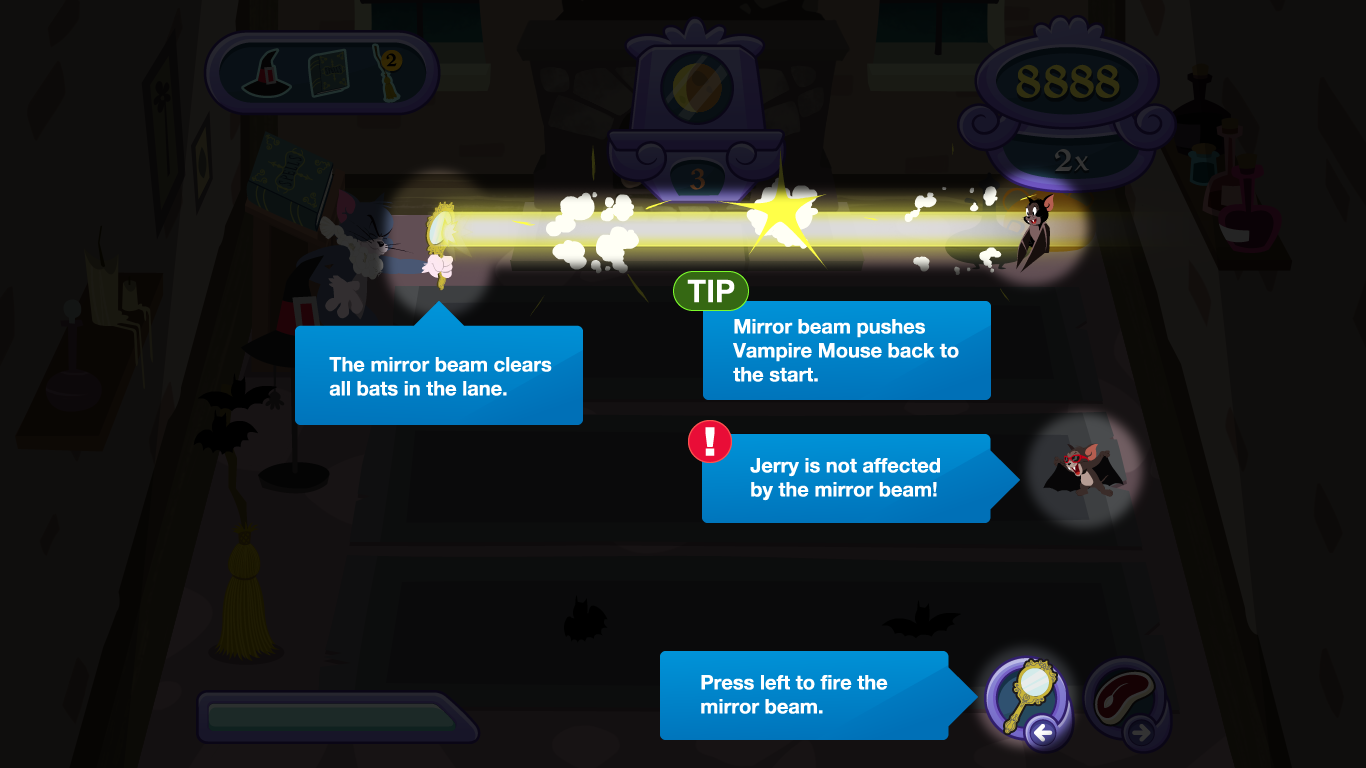 2
8888
2x
3
TIP
Mirror beam pushes
Vampire Mouse back to
the start.
The mirror beam clears
all bats in the lane.
!
Jerry is not affected
by the mirror beam!
Press left to fire the
mirror beam.